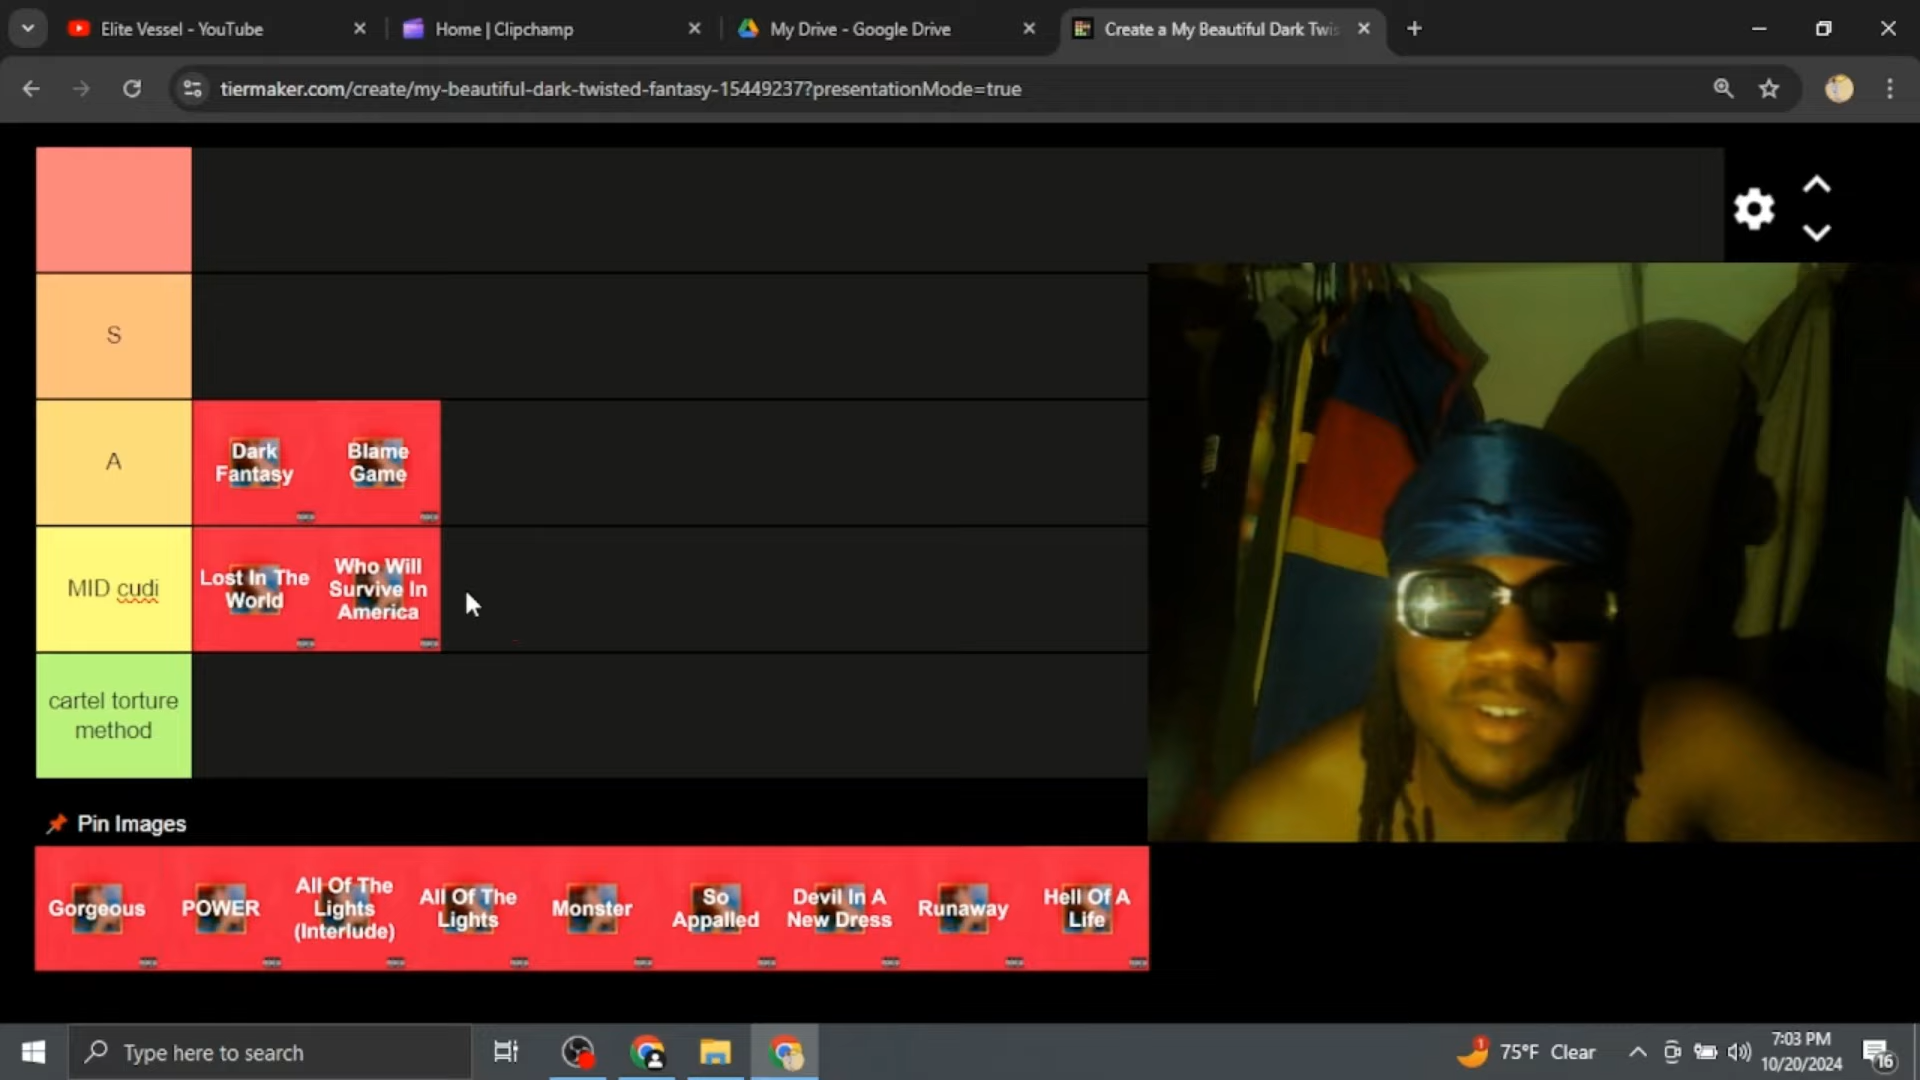 Elite Vessel - YouTube
Home | Clipchamp
My Drive - Google Drive
Create a My Beautiful Dark Twis
tiermaker.com/create/my-beautiful-dark-twisted-fantasy-15449237?presentationMode=true
S
A
Dark
Fantasy
Blame
Game
MID cudi
Lost In The
World
Who Will
Survive In
America
cartel torture
method
Pin Images
Gorgeous
POWER
All Of The
Lights
(Interlude)
All Of The
Lights
Monster
So
Appalled
Devil In A
New Dress
Runaway
Hell Of A
Life
Type here to search
1
75°F Clear
7:03 PM
10/20/2024
16